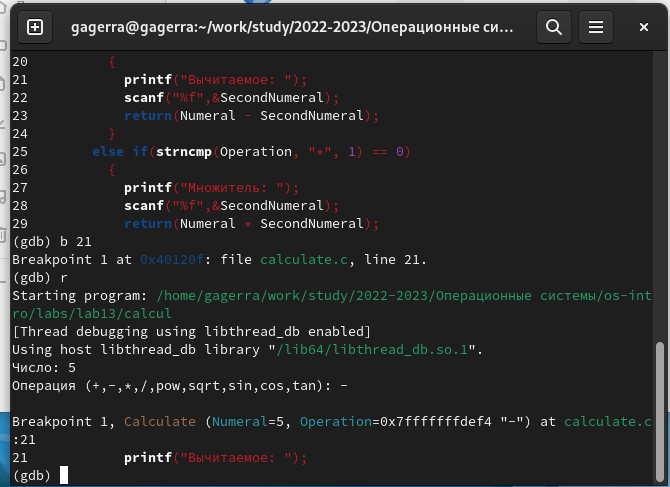 gagerra@gagerra:~/work/study/2022-2023/Операционные си...
20          {
21            printf("Вычитаемое: ");
22            scanf("%f",&SecondNumeral);
23            return(Numeral - SecondNumeral);
24          }
25        else if(strncmp(Operation, "*", 1) == 0)
26          {
27            printf("Множитель: ");
28            scanf("%f",&SecondNumeral);
29            return(Numeral * SecondNumeral);
(gdb) b 21
Breakpoint 1 at 0x40120f: file calculate.c, line 21.
(gdb) r
Starting program: /home/gagerra/work/study/2022-2023/Операционные системы/os-int
ro/labs/lab13/calcul
[Thread debugging using libthread_db enabled]
Using host libthread_db library "/lib64/libthread_db.so.1".
Число: 5
Операция (+,-,*,/,pow,sqrt,sin,cos,tan): -

Breakpoint 1, Calculate (Numeral=5, Operation=0x7fffffffdef4 "-") at calculate.c
:21
21            printf("Вычитаемое: ");
(gdb)